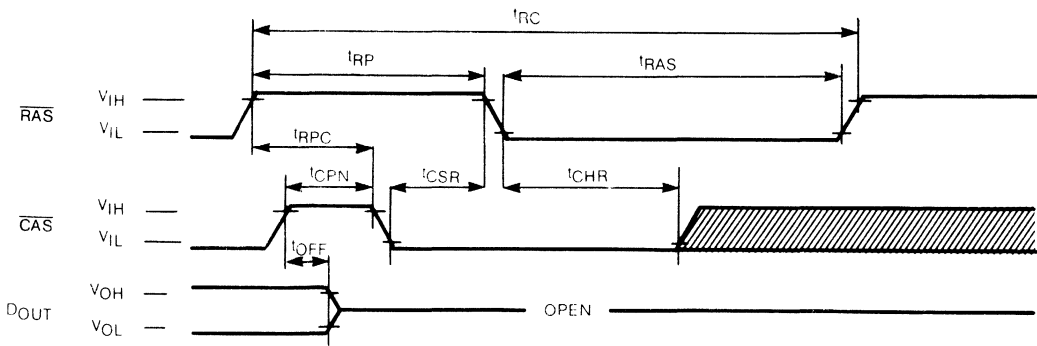 tRC
tRP
tRAS
RAS
VIH
VIL
tRPC
tCPN
tCSR
tCHR
CAS
VIH
VIL
tOFF
DOUT
VOH
VOL
OPEN